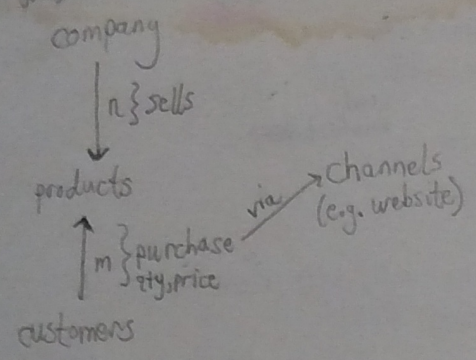 company
n } sells
products
channels
(e.g. website)
via
m } purchase
qty, price
customers